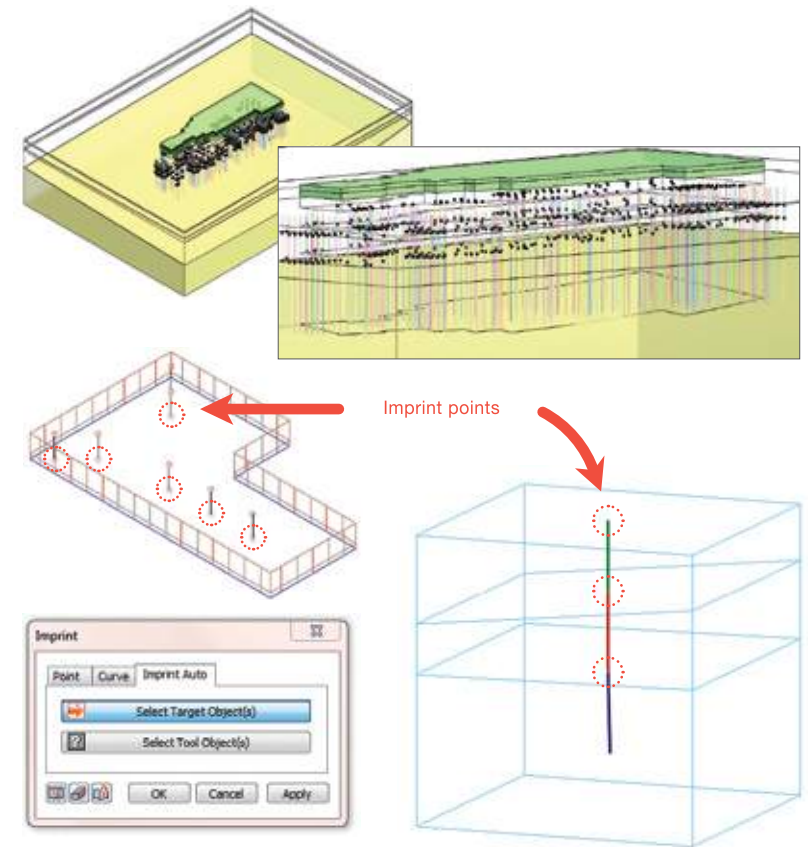 Imprint points
Imprint
Point Curve Imprint Auto
Select Target Object(s)
Select Tool Object(s)
OK Cancel Apply